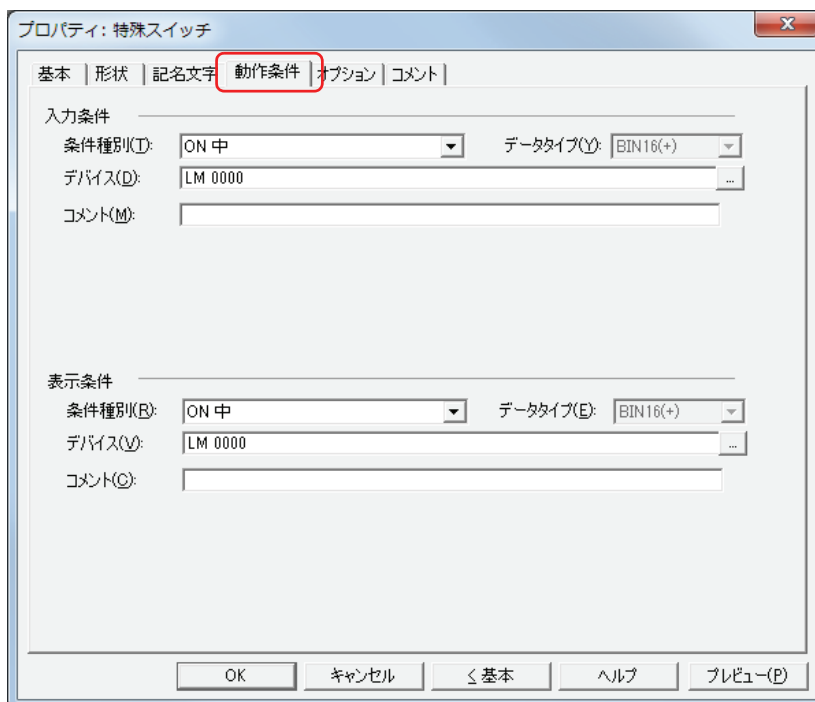 プロパティ: 特殊スイッチ
基本 形状 記名文字 動作条件 オプション コメント
入力条件
条件種別(T): ON 中 データタイプ(Y): BIN16(+)
デバイス(D): LM 0000 ...
コメント(M):
表示条件
条件種別(R): ON 中 データタイプ(E): BIN16(+)
デバイス(V): LM 0000 ...
コメント(C):
OK キャンセル < 基本 ヘルプ プレビュー(P)